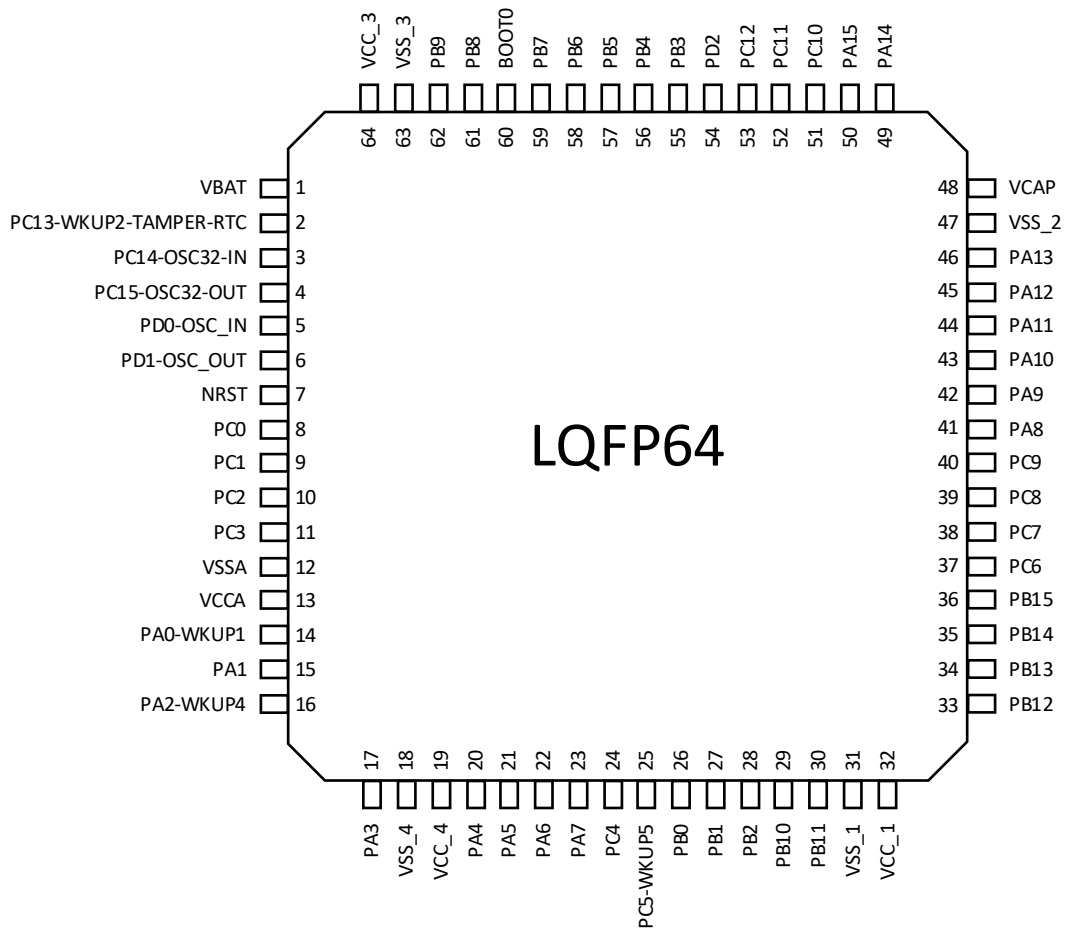 VCC_3
VSS_3
PB9
PB8
BOOT0
PB7
PB6
PB5
PB4
PB3
PD2
PC12
PC11
PC10
PA15
PA14
64
63
62
61
60
59
58
57
56
55
54
53
52
51
50
49
VBAT 1
PC13-WKUP2-TAMPER-RTC 2
PC14-OSC32-IN 3
PC15-OSC32-OUT 4
PD0-OSC_IN 5
PD1-OSC_OUT 6
NRST 7
PC0 8
PC1 9
PC2 10
PC3 11
VSSA 12
VCCA 13
PA0-WKUP1 14
PA1 15
PA2-WKUP4 16
LQFP64
48 VCAP
47 VSS_2
46 PA13
45 PA12
44 PA11
43 PA10
42 PA9
41 PA8
40 PC9
39 PC8
38 PC7
37 PC6
36 PB15
35 PB14
34 PB13
33 PB12
17
18
19
20
21
22
23
24
25
26
27
28
29
30
31
32
PA3
VSS_4
VCC_4
PA4
PA5
PA6
PA7
PC4
PC5-WKUP5
PB0
PB1
PB2
PB10
PB11
VSS_1
VCC_1